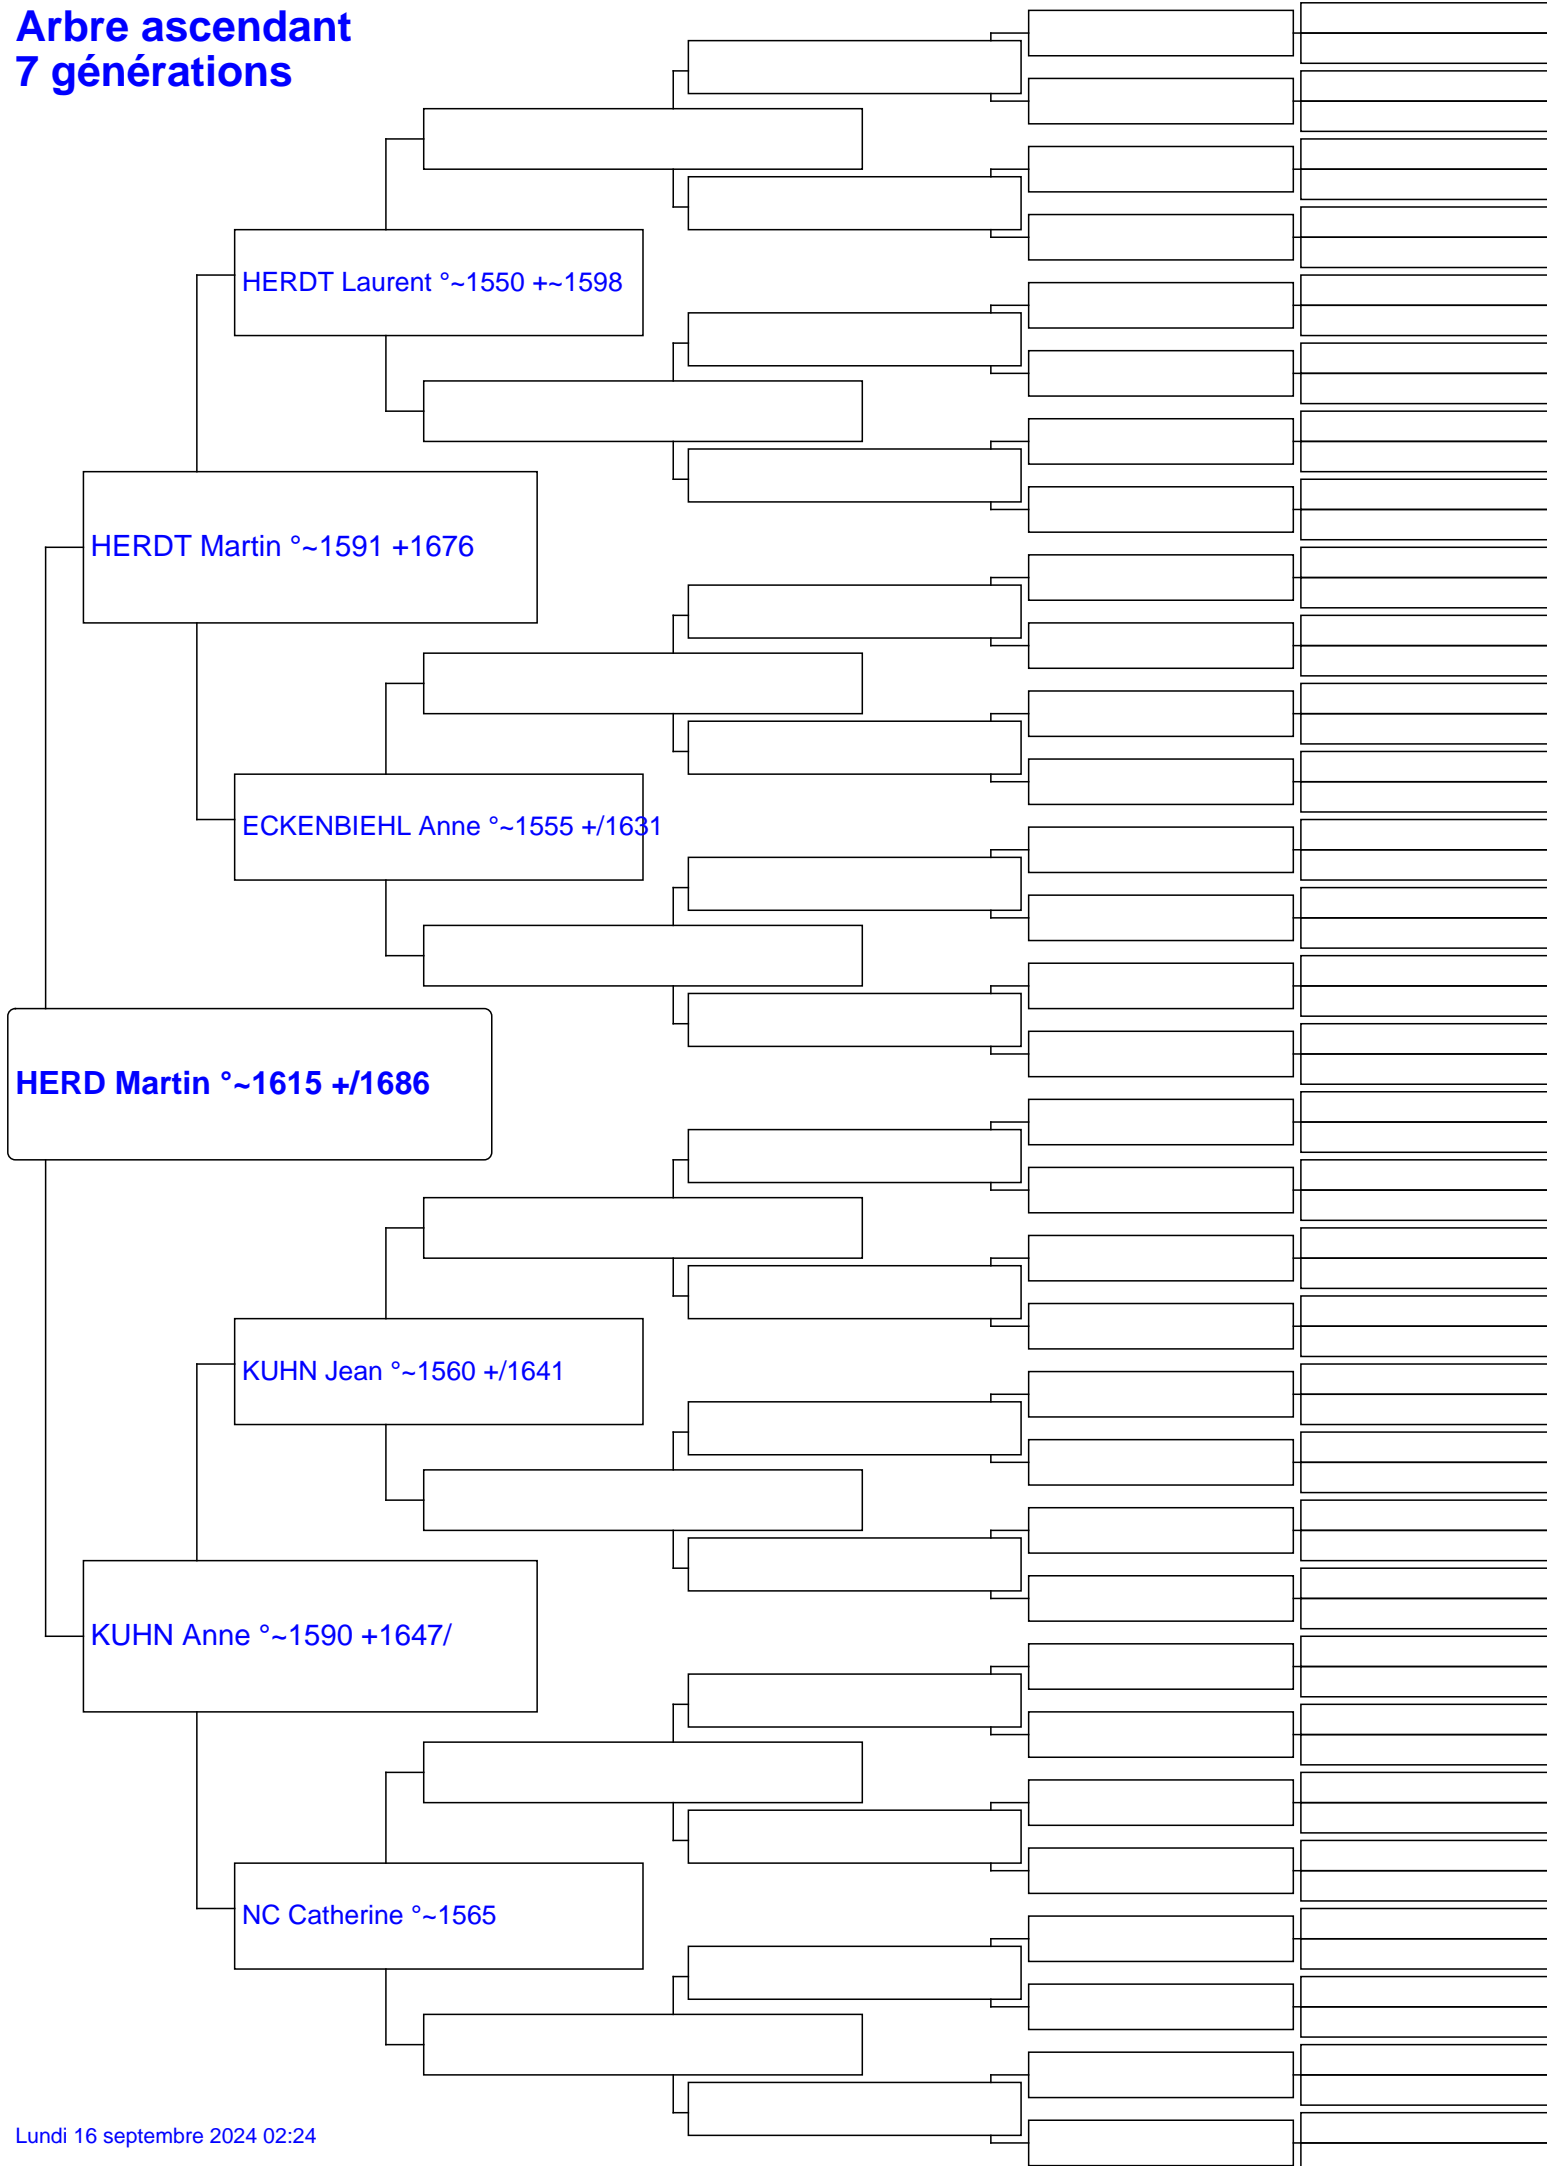 Arbre ascendant
7 générations
HERDT Laurent °~1550 +~1598
HERDT Martin °~1591 +1676
ECKENBIEHL Anne °~1555 +/1631
HERD Martin °~1615 +/1686
KUHN Jean °~1560 +/1641
KUHN Anne °~1590 +1647/
NC Catherine °~1565
Lundi 16 septembre 2024 02:24